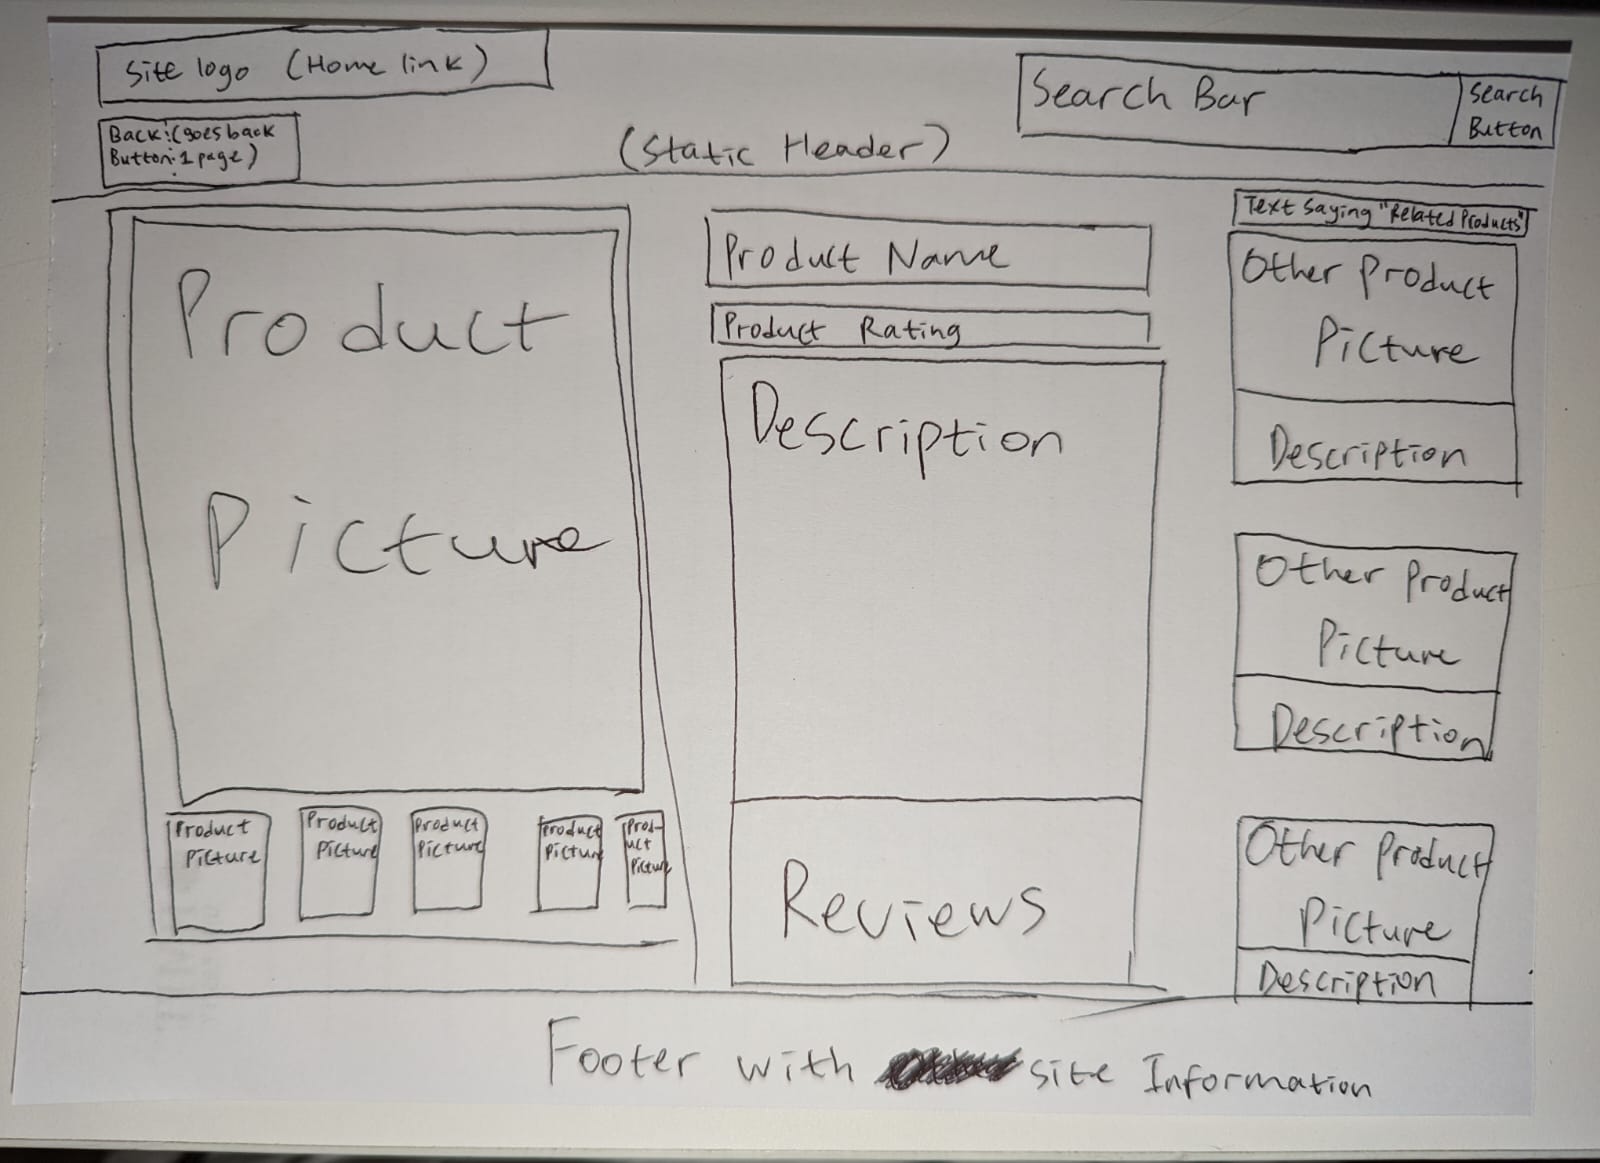 Site logo (Home link)
Search Bar
Search
Button
Back:(goes back
Button:1 page)
(Static Header)
Product
Picture
Product Picture
Product Picture
Product Picture
Product Picture
Prod-
uct
Picture
Product Name
Product Rating
Description
Reviews
Text Saying "Related Products"
Other Product
Picture
Description
Other Product
Picture
Description
Other Product
Picture
Description
Footer with site Information